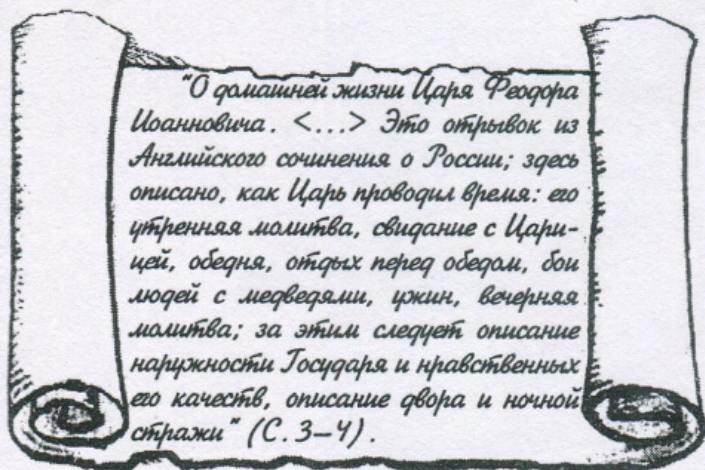 "О домашней жизни Царя Феодора
Иоанновича. <...> Это отрывок из
Английского сочинения о России; здесь
описано, как Царь проводил время: его
утренняя молитва, свидание с Цари-
цей, обедня, отдых перед обедом, бои
людей с медведями, ужин, вечерняя
молитва; за этим следует описание
наружности Государя и нравственных
его качеств, описание двора и ночной
стражи" (С. 3–4).